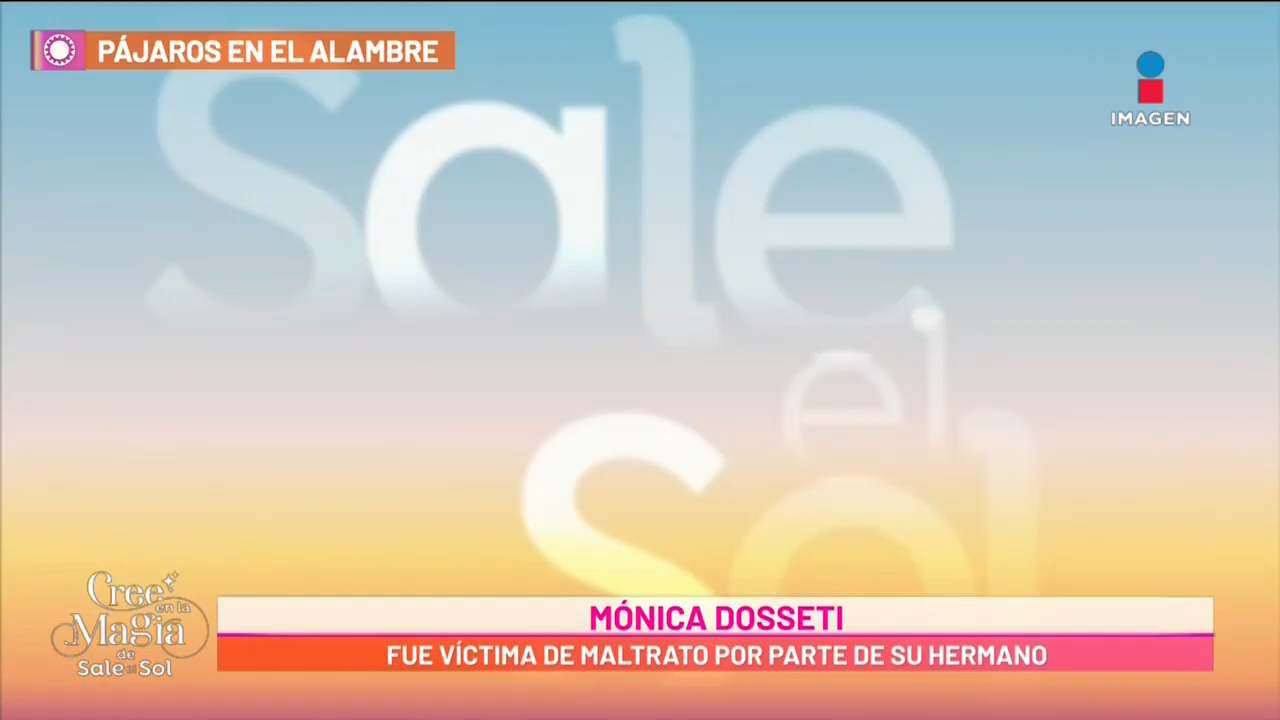 PÁJAROS EN EL ALAMBRE
IMAGEN
Sale
el
Sol
Cree
en la
Magia
de
Sale el Sol
MÓNICA DOSSETI
FUE VÍCTIMA DE MALTRATO POR PARTE DE SU HERMANO